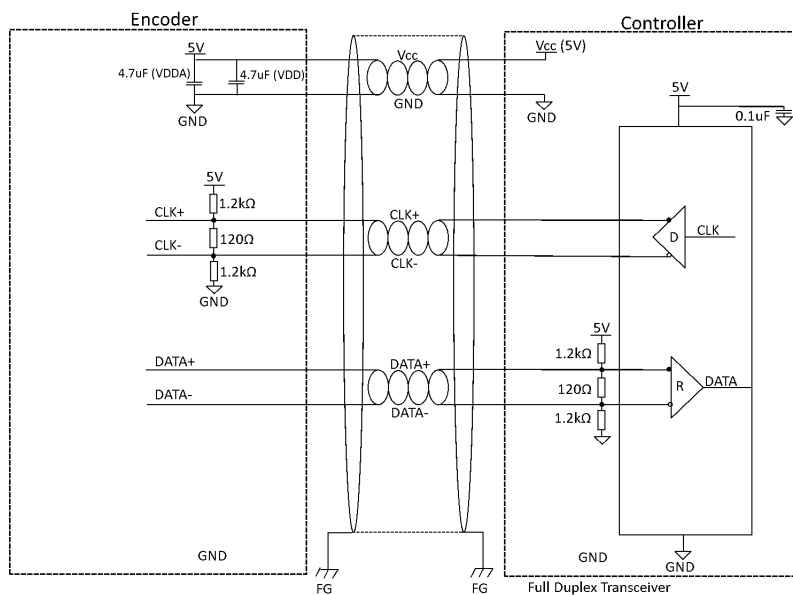 Encoder
Controller
5V
4.7uF (VDDA)
4.7uF (VDD)
GND
Vcc
GND
Vcc (5V)
GND
5V
0.1uF
5V
1.2kΩ
CLK+
CLK-
120Ω
1.2kΩ
GND
CLK+
CLK-
D
CLK
DATA+
DATA-
DATA+
DATA-
5V
1.2kΩ
120Ω
1.2kΩ
R
DATA
GND
GND
GND
FG
FG
Full Duplex Transceiver